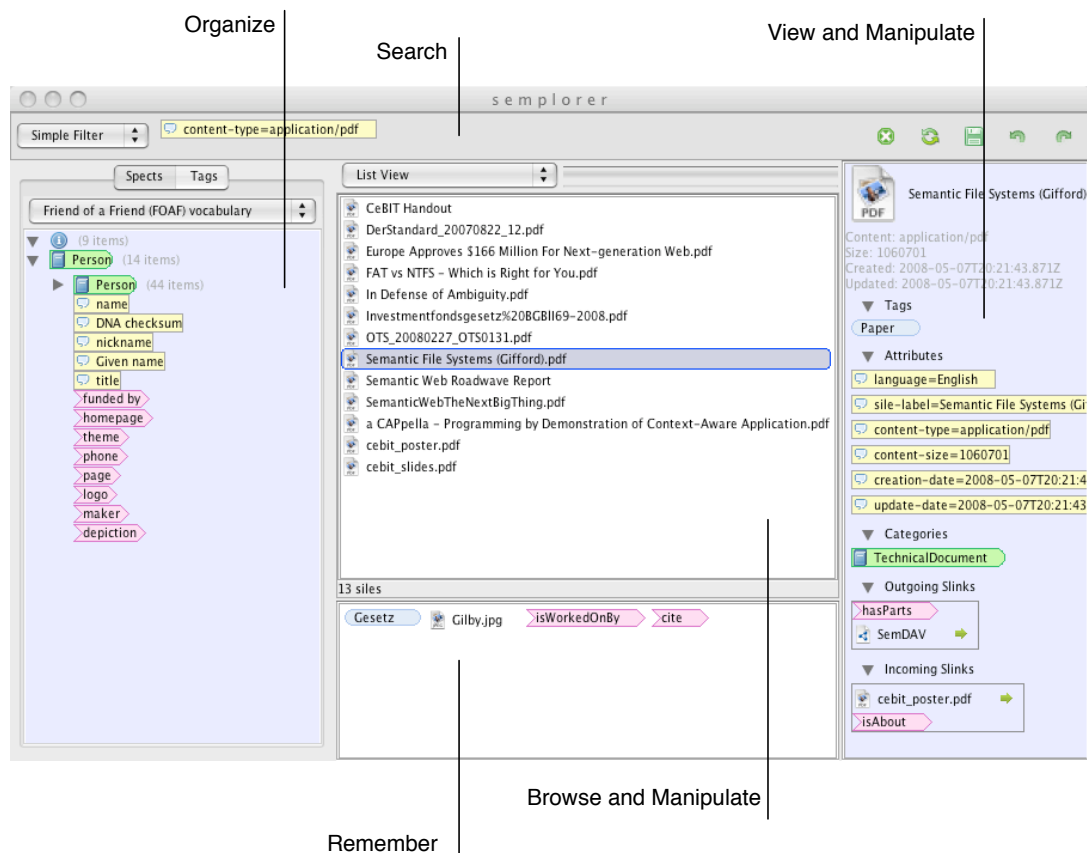 Organize
Search
View and Manipulate
semplorer
Simple Filter
content-type=application/pdf
Spects Tags
Friend of a Friend (FOAF) vocabulary
(9 items)
Person (14 items)
Person (44 items)
name
DNA checksum
nickname
Given name
title
funded by
homepage
theme
phone
page
logo
maker
depiction
List View
CeBIT Handout
DerStandard_20070822_12.pdf
Europe Approves $166 Million For Next-generation Web.pdf
FAT vs NTFS - Which is Right for You.pdf
In Defense of Ambiguity.pdf
Investmentfondsgesetz%20BGBlI69-2008.pdf
OTS_20080227_OTS0131.pdf
Semantic File Systems (Gifford).pdf
Semantic Web Roadwave Report
SemanticWebTheNextBigThing.pdf
a CAPpella - Programming by Demonstration of Context-Aware Application.pdf
cebit_poster.pdf
cebit_slides.pdf
13 siles
Gesetz Gilby.jpg isWorkedOnBy cite
PDF
Semantic File Systems (Gifford)
Content: application/pdf
Size: 1060701
Created: 2008-05-07T20:21:43.871Z
Updated: 2008-05-07T20:21:43.871Z
Tags
Paper
Attributes
language=English
sile-label=Semantic File Systems (Gi
content-type=application/pdf
content-size=1060701
creation-date=2008-05-07T20:21:4
update-date=2008-05-07T20:21:43
Categories
TechnicalDocument
Outgoing Slinks
hasParts
SemDAV
Incoming Slinks
cebit_poster.pdf
isAbout
Browse and Manipulate
Remember